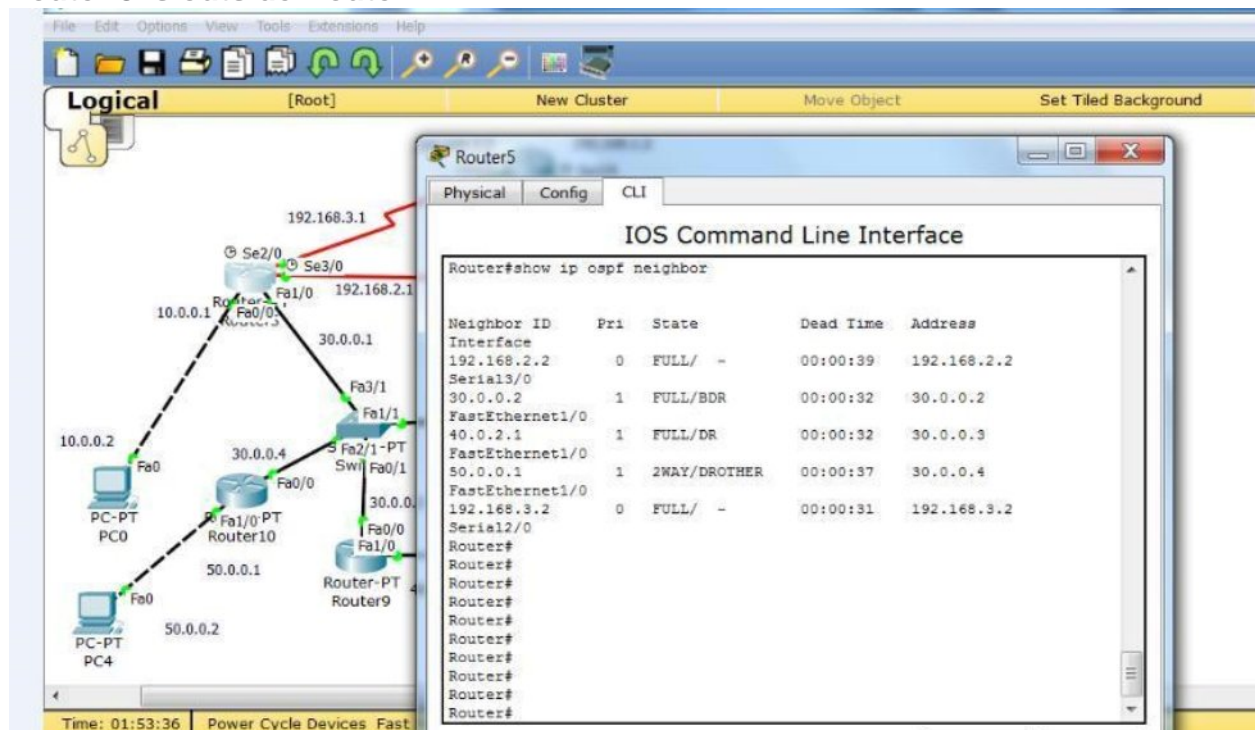 File Edit Options View Tools Extensions Help
Logical [Root] New Cluster Move Object Set Tiled Background
Router5
Physical Config CLI
IOS Command Line Interface
Router#show ip ospf neighbor
Neighbor ID Pri State Dead Time Address
Interface
192.168.2.2 0 FULL/ - 00:00:39 192.168.2.2
Serial3/0
30.0.0.2 1 FULL/BDR 00:00:32 30.0.0.2
FastEthernet1/0
40.0.2.1 1 FULL/DR 00:00:32 30.0.0.3
FastEthernet1/0
50.0.0.1 1 2WAY/DROTHER 00:00:37 30.0.0.4
FastEthernet1/0
192.168.3.2 0 FULL/ - 00:00:31 192.168.3.2
Serial2/0
Router#
Router#
Router#
Router#
Router#
Router#
Router#
Router#
Router#
Router#
192.168.3.1
Se2/0
Se3/0
Fa1/0 192.168.2.1
10.0.0.1
Fa0/0
30.0.0.1
Fa3/1
Fa1/1
10.0.0.2
30.0.0.4
Fa2/1-PT
Fa0
Fa0/1
Fa0/0
30.0.0.
PC-PT
PC0
Fa1/0 PT
Router10
Fa0/0
Fa1/0
50.0.0.1
Router-PT
Router9
Fa0
50.0.0.2
PC-PT
PC4
Time: 01:53:36 Power Cycle Devices Fast